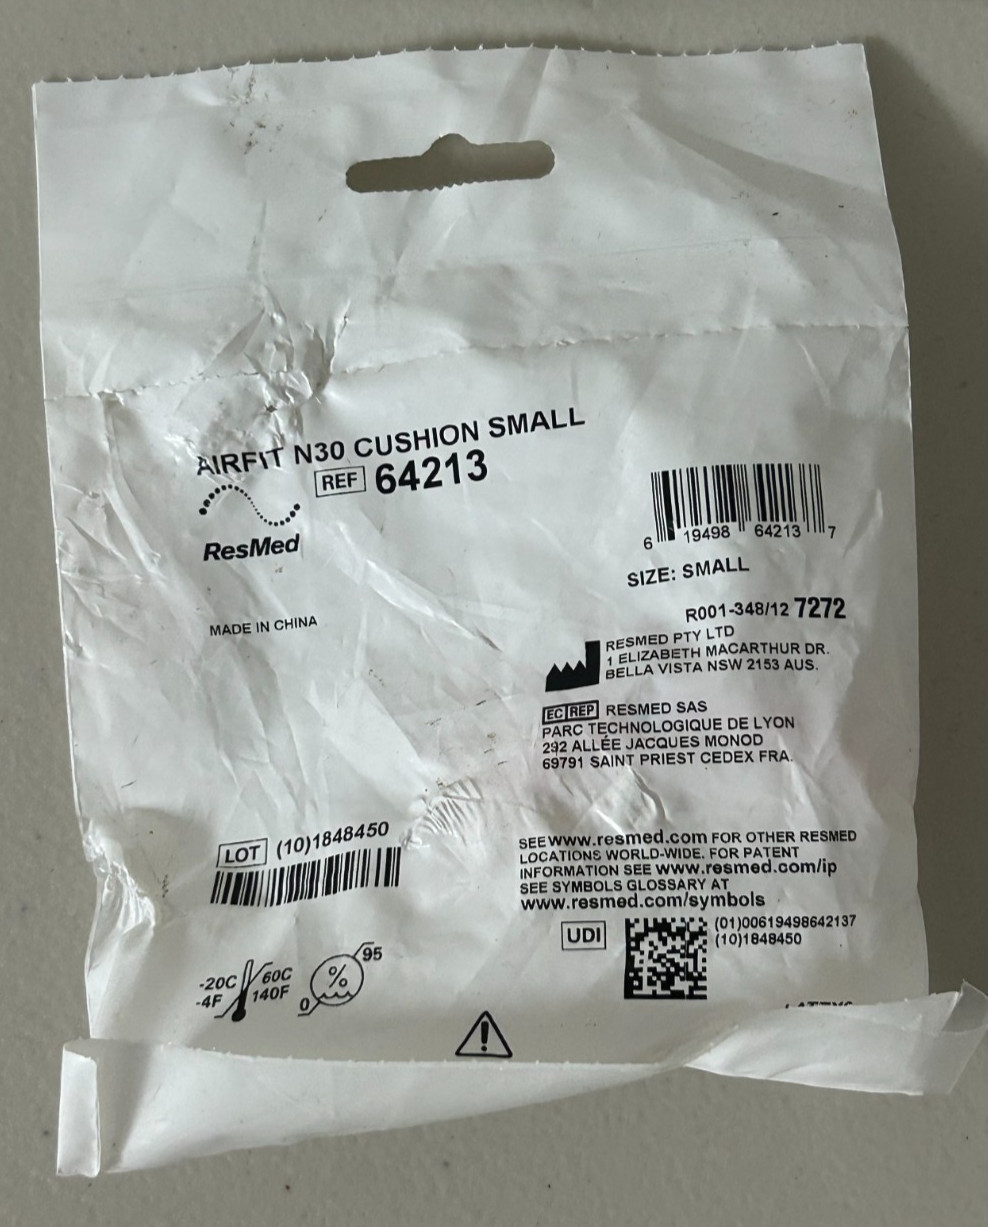 AIRFIT N30 CUSHION SMALL
REF 64213
ResMed
6 19498 64213 7
SIZE: SMALL
R001-348/12 7272
MADE IN CHINA
RESMED PTY LTD
1 ELIZABETH MACARTHUR DR.
BELLA VISTA NSW 2153 AUS.
EC REP RESMED SAS
PARC TECHNOLOGIQUE DE LYON
292 ALLÉE JACQUES MONOD
69791 SAINT PRIEST CEDEX FRA.
LOT (10)1848450
SEE www.resmed.com FOR OTHER RESMED
LOCATIONS WORLD-WIDE. FOR PATENT
INFORMATION SEE www.resmed.com/ip
SEE SYMBOLS GLOSSARY AT
www.resmed.com/symbols
UDI
(01)00619498642137
(10)1848450
-20C 60C
-4F 140F
% 95
0